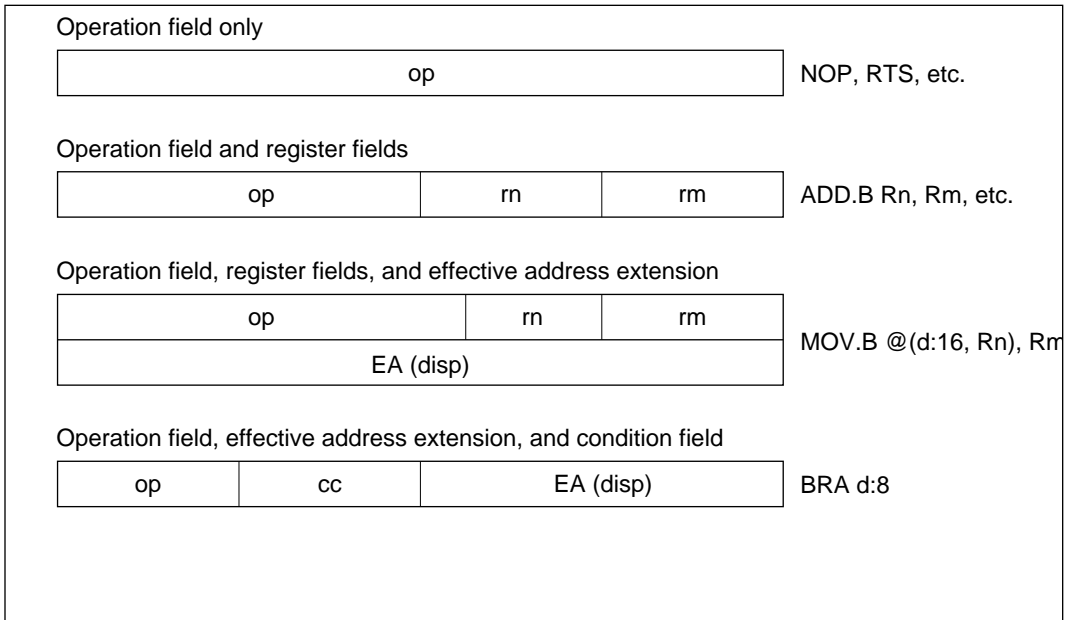 Operation field only
op
NOP, RTS, etc.
Operation field and register fields
op rn rm
ADD.B Rn, Rm, etc.
Operation field, register fields, and effective address extension
op rn rm
EA (disp)
MOV.B @(d:16, Rn), Rm
Operation field, effective address extension, and condition field
op cc EA (disp)
BRA d:8